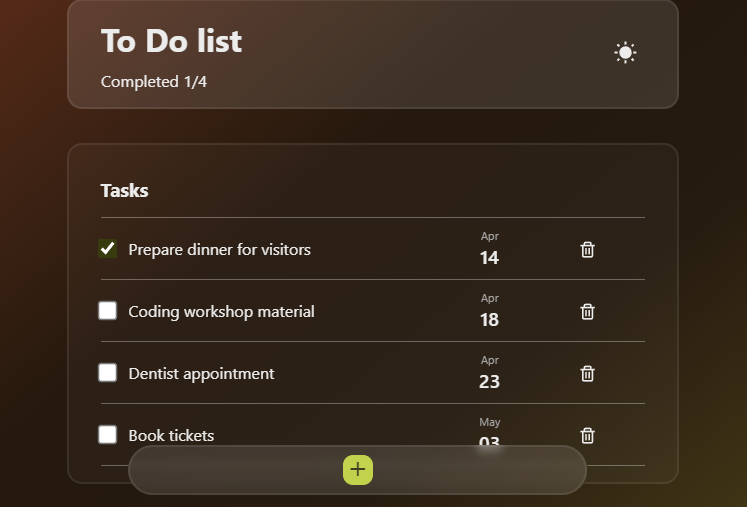 To Do list
Completed 1/4
Tasks
Prepare dinner for visitors
Apr
14
Coding workshop material
Apr
18
Dentist appointment
Apr
23
Book tickets
May
03
+